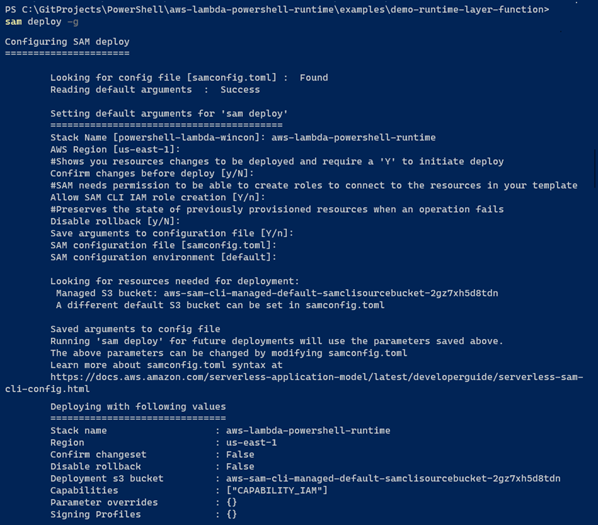 PS C:\GitProjects\PowerShell\aws-lambda-powershell-runtime\examples\demo-runtime-layer-function>
sam deploy -g
Configuring SAM deploy
======================
Looking for config file [samconfig.toml] :  Found
Reading default arguments  :  Success
Setting default arguments for 'sam deploy'
=========================================
Stack Name [powershell-lambda-wincon]: aws-lambda-powershell-runtime
AWS Region [us-east-1]:
#Shows you resources changes to be deployed and require a 'Y' to initiate deploy
Confirm changes before deploy [y/N]:
#SAM needs permission to be able to create roles to connect to the resources in your template
Allow SAM CLI IAM role creation [Y/n]:
#Preserves the state of previously provisioned resources when an operation fails
Disable rollback [y/N]:
Save arguments to configuration file [Y/n]:
SAM configuration file [samconfig.toml]:
SAM configuration environment [default]:
Looking for resources needed for deployment:
Managed S3 bucket: aws-sam-cli-managed-default-samclisourcebucket-2gz7xh5d8tdn
A different default S3 bucket can be set in samconfig.toml
Saved arguments to config file
Running 'sam deploy' for future deployments will use the parameters saved above.
The above parameters can be changed by modifying samconfig.toml
Learn more about samconfig.toml syntax at
https://docs.aws.amazon.com/serverless-application-model/latest/developerguide/serverless-sam-
cli-config.html
Deploying with following values
===============================
Stack name                   : aws-lambda-powershell-runtime
Region                       : us-east-1
Confirm changeset            : False
Disable rollback             : False
Deployment s3 bucket         : aws-sam-cli-managed-default-samclisourcebucket-2gz7xh5d8tdn
Capabilities                 : ["CAPABILITY_IAM"]
Parameter overrides          : {}
Signing Profiles             : {}